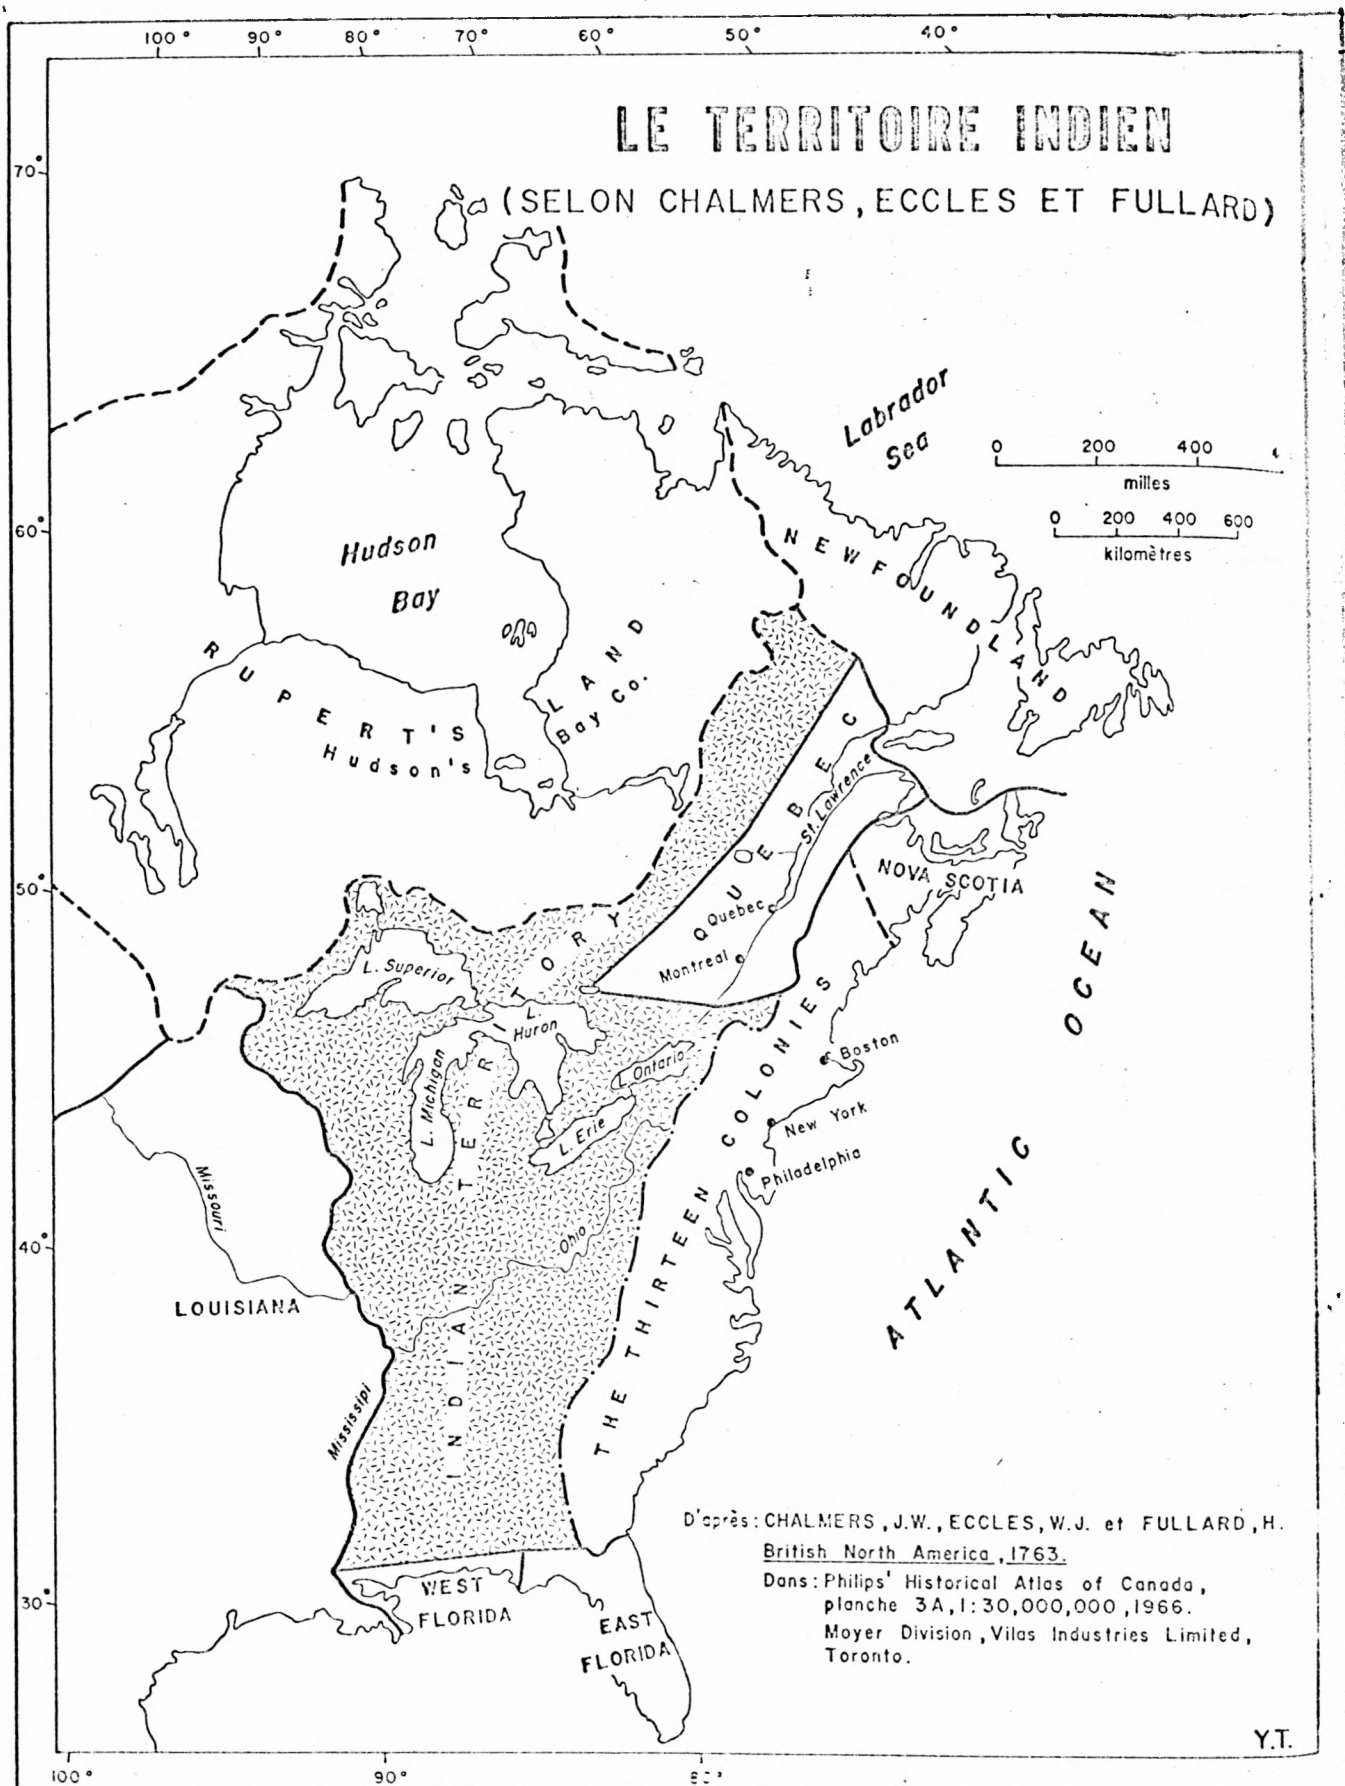 100° 90° 80° 70° 60° 50° 40°
LE TERRITOIRE INDIEN
(SELON CHALMERS, ECCLES ET FULLARD)
70°
Labrador
Sea
0 200 400
milles
0 200 400 600
kilomètres
60°
Hudson
Bay
NEWFOUNDLAND
RUPERT'S LAND
Hudson's Bay Co.
QUEBEC
St. Lawrence
NOVA SCOTIA
50°
Quebec
Montreal
L. Superior
L.
Huron
L. Michigan
L. Ontario
L. Erie
INDIAN TERRITORY
Boston
New York
Philadelphia
THE THIRTEEN COLONIES
ATLANTIC OCEAN
Missouri
Ohio
40°
LOUISIANA
Mississipi
D'après: CHALMERS, J.W., ECCLES, W.J. et FULLARD, H.
British North America, 1763.
Dans: Philips' Historical Atlas of Canada,
planche 3A, 1:30,000,000, 1966.
Moyer Division, Vilas Industries Limited,
Toronto.
30°
WEST
FLORIDA
EAST
FLORIDA
Y.T.
100° 90°